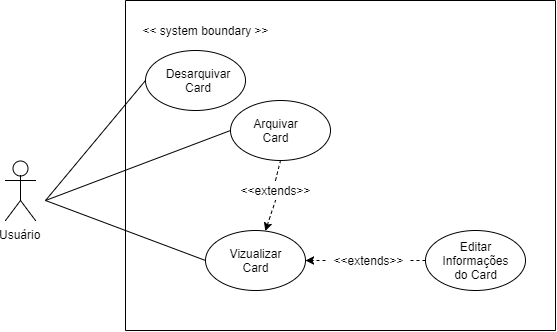 << system boundary >>
Desarquivar
Card
Arquivar
Card
<<extends>>
Usuário
Vizualizar
Card
<<extends>>
Editar
Informações
do Card